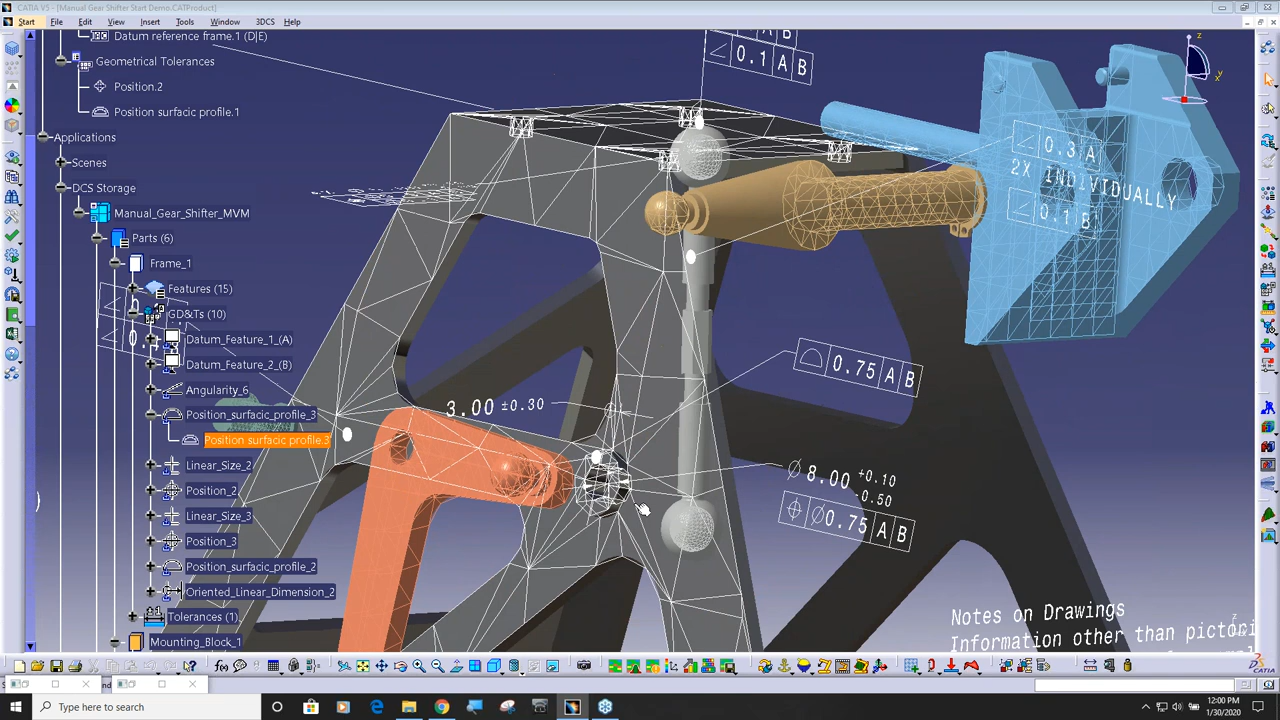 CATIA V5 - [Manual Gear Shifter Start Demo.CATProduct]
Start File Edit View Insert Tools Window 3DCS Help
Datum reference frame.1 (D|E)
Geometrical Tolerances
Position.2
Position surfacic profile.1
Applications
Scenes
DCS Storage
Manual_Gear_Shifter_MVM
Parts (6)
Frame_1
Features (15)
GD&Ts (10)
Datum_Feature_1_(A)
Datum_Feature_2_(B)
Angularity_6
Position_surfacic_profile_3
Position surfacic profile.3
Linear_Size_2
Position_2
Linear_Size_3
Position_3
Position_surfacic_profile_2
Oriented_Linear_Dimension_2
Tolerances (1)
Mounting_Block_1
A B
0.1 A B
0.3 A
2X INDIVIDUALLY
0.1 B
0.75 A B
3.00 ±0.30
Ø 8.00 +0.10
-0.50
Ø0.75 A B
Notes on Drawings
Information other than pictori
z
x
y
CATIA
Type here to search
12:00 PM
1/30/2020